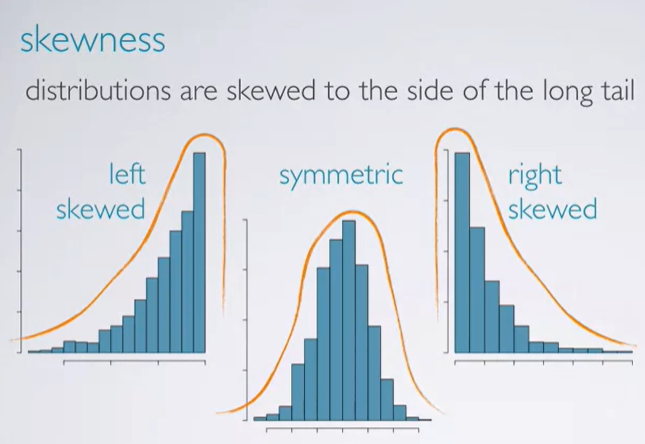 skewness
distributions are skewed to the side of the long tail
left
skewed
symmetric
right
skewed